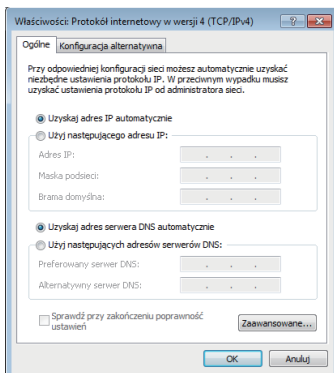 Właściwości: Protokół internetowy w wersji 4 (TCP/IPv4)
Ogólne
Konfiguracja alternatywna
Przy odpowiedniej konfiguracji sieci możesz automatycznie uzyskać
niezbędne ustawienia protokołu IP. W przeciwnym wypadku musisz
uzyskać ustawienia protokołu IP od administratora sieci.
Uzyskaj adres IP automatycznie
Użyj następującego adresu IP:
Adres IP:
Maska podsieci:
Brama domyślna:
Uzyskaj adres serwera DNS automatycznie
Użyj następujących adresów serwerów DNS:
Preferowany serwer DNS:
Alternatywny serwer DNS:
Sprawdź przy zakończeniu poprawność
ustawień
Zaawansowane...
OK
Anuluj